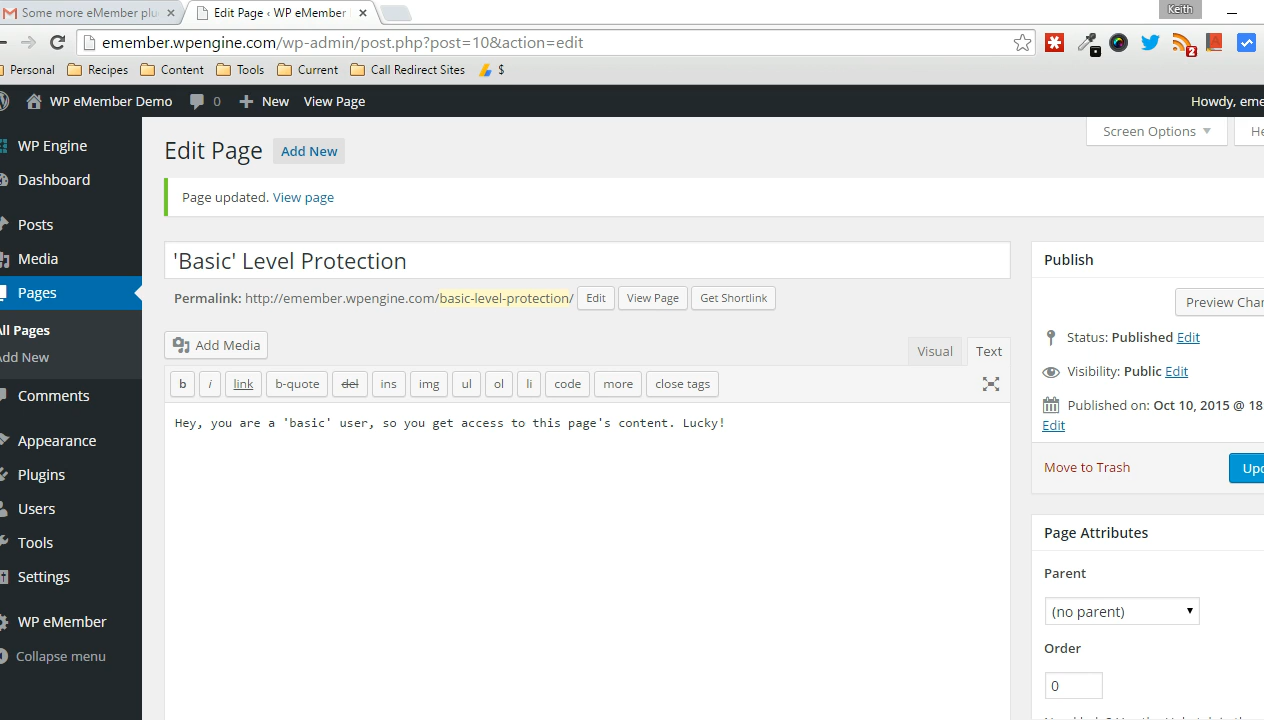 Keith
Some more eMember plu
Edit Page ‹ WP eMember
emember.wpengine.com/wp-admin/post.php?post=10&action=edit
2
Personal Recipes Content Tools Current Call Redirect Sites $
WP eMember Demo 0 New View Page Howdy, eme
WP Engine
Dashboard
Posts
Media
Pages
All Pages
Add New
Comments
Appearance
Plugins
Users
Tools
Settings
WP eMember
Collapse menu
Screen Options ▼ He
Edit Page Add New
Page updated. View page
'Basic' Level Protection
Permalink: http://emember.wpengine.com/basic-level-protection/ Edit View Page Get Shortlink
Add Media
Visual Text
b i link b-quote del ins img ul ol li code more close tags
Hey, you are a 'basic' user, so you get access to this page's content. Lucky!
Publish
Preview Chan
Status: Published Edit
Visibility: Public Edit
Published on: Oct 10, 2015 @ 18
Edit
Move to Trash Upd
Page Attributes
Parent
(no parent)
Order
0